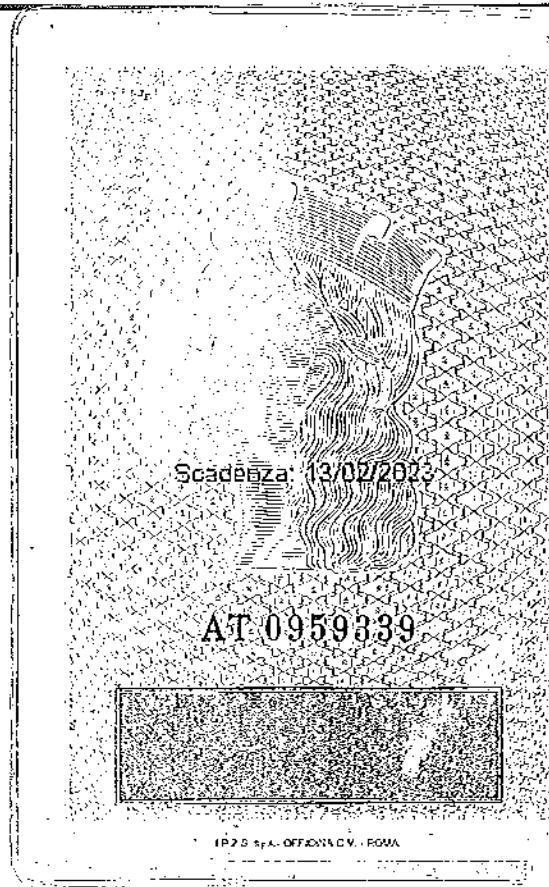 Scadenza: 13/02/2023
AT 0959339
I.P.Z.S. S.p.A. - OFFICINA C.V. - ROMA